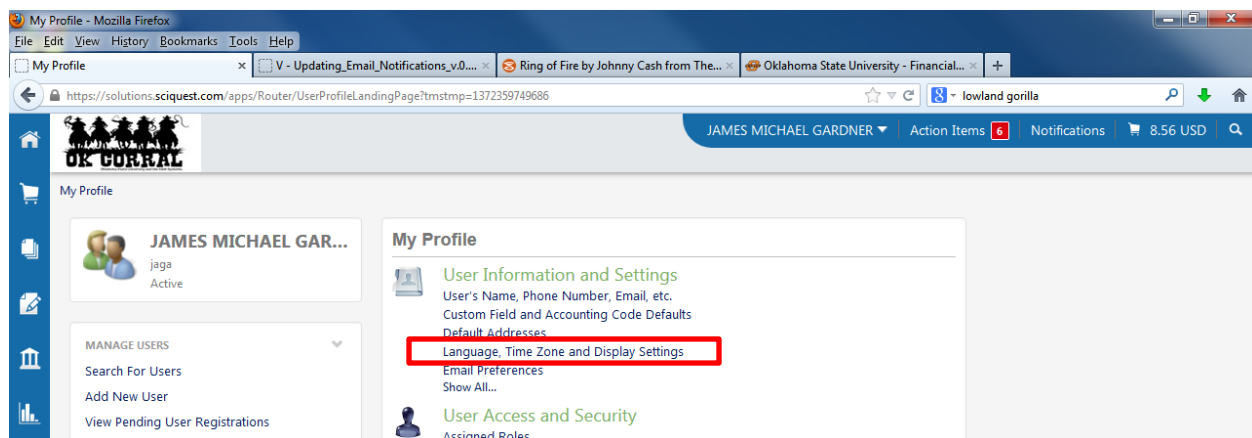 My Profile - Mozilla Firefox
File Edit View History Bookmarks Tools Help
My Profile × V - Updating_Email_Notifications_v.0.... × Ring of Fire by Johnny Cash from The... × Oklahoma State University - Financial... × +
https://solutions.sciquest.com/apps/Router/UserProfileLandingPage?tmstmp=1372359749686 8 lowland gorilla
OK CORRAL
JAMES MICHAEL GARDNER Action Items 6 Notifications 8.56 USD
My Profile
JAMES MICHAEL GAR...
jaga
Active
MANAGE USERS
Search For Users
Add New User
View Pending User Registrations
My Profile
User Information and Settings
User's Name, Phone Number, Email, etc.
Custom Field and Accounting Code Defaults
Default Addresses
Language, Time Zone and Display Settings
Email Preferences
Show All...
User Access and Security
Assigned Roles